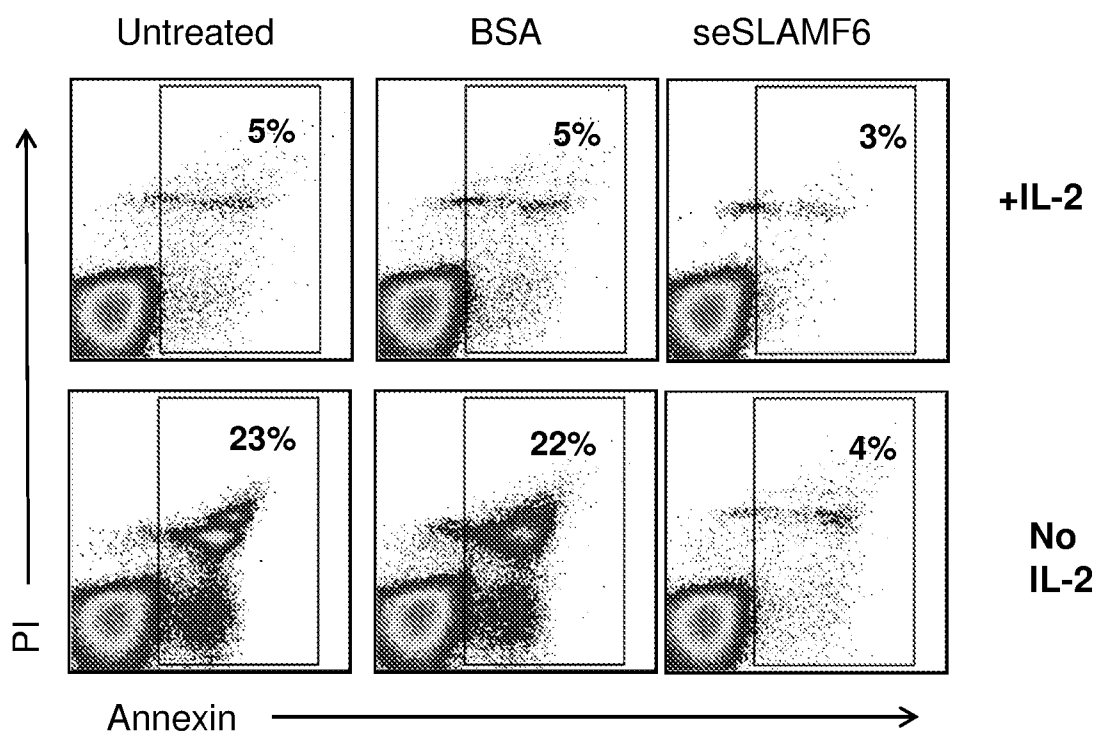 Untreated BSA seSLAMF6
5% 5% 3%
+IL-2
23% 22% 4%
No
IL-2
PI
Annexin